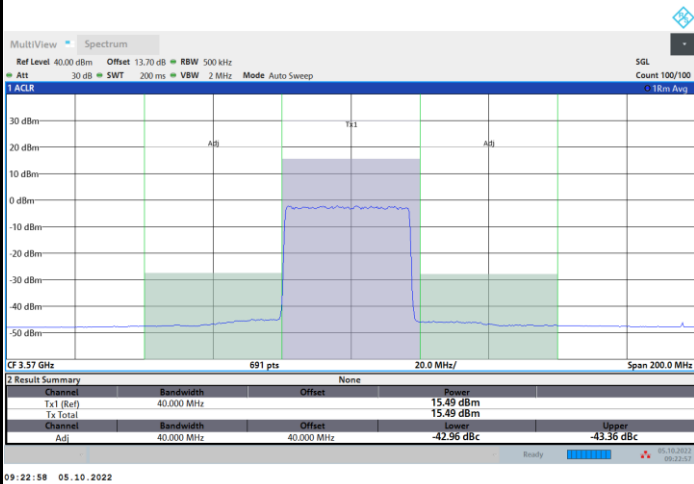 MultiView Spectrum
Ref Level 40.00 dBm Offset 13.70 dB RBW 500 kHz SGL
Att 30 dB SWT 200 ms VBW 2 MHz Mode Auto Sweep Count 100/100
1 ACLR 1Rm Avg
30 dBm
Tx1
20 dBm Adj Adj
10 dBm
0 dBm
-10 dBm
-20 dBm
-30 dBm
-40 dBm
-50 dBm
CF 3.57 GHz 691 pts 20.0 MHz/ Span 200.0 MHz
2 Result Summary None
Channel Bandwidth Offset Power
Tx1 (Ref) 40.000 MHz 15.49 dBm
Tx Total 15.49 dBm
Channel Bandwidth Offset Lower Upper
Adj 40.000 MHz 40.000 MHz -42.96 dBc -43.36 dBc
Ready 05.10.2022
09:22:57
09:22:58 05.10.2022